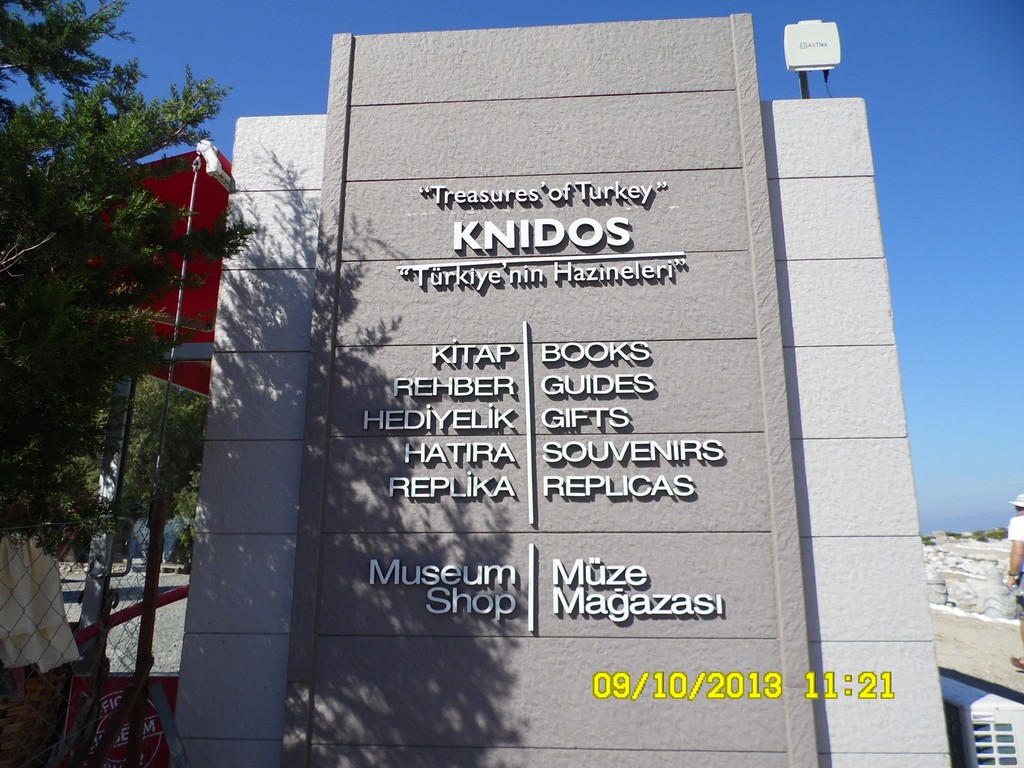 AirTies
"Treasures of Turkey"
KNIDOS
"Türkiye'nin Hazineleri"
KİTAP | BOOKS
REHBER | GUIDES
HEDİYELİK | GIFTS
HATIRA | SOUVENIRS
REPLİKA | REPLICAS
Museum Shop | Müze Mağazası
09/10/2013 11:21